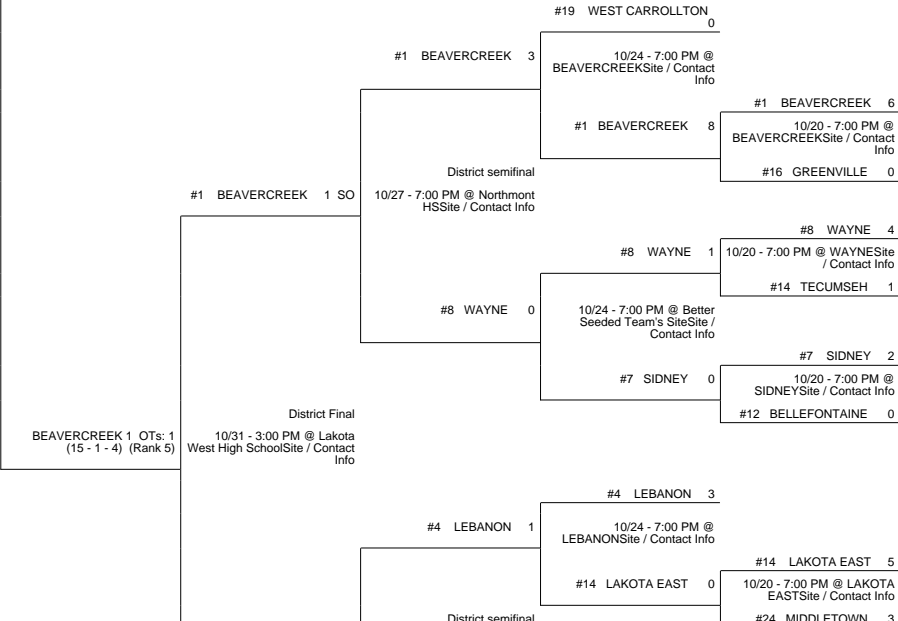 #19 WEST CARROLLTON
0
#1 BEAVERCREEK 3
10/24 - 7:00 PM @
BEAVERCREEKSite / Contact
Info
#1 BEAVERCREEK 6
#1 BEAVERCREEK 8
10/20 - 7:00 PM @
BEAVERCREEKSite / Contact
Info
District semifinal
#16 GREENVILLE 0
#1 BEAVERCREEK 1 SO
10/27 - 7:00 PM @ Northmont
HSSite / Contact Info
#8 WAYNE 4
#8 WAYNE 1
10/20 - 7:00 PM @ WAYNESite
/ Contact Info
#14 TECUMSEH 1
#8 WAYNE 0
10/24 - 7:00 PM @ Better
Seeded Team's SiteSite /
Contact Info
#7 SIDNEY 2
#7 SIDNEY 0
10/20 - 7:00 PM @
SIDNEYSite / Contact Info
District Final
#12 BELLEFONTAINE 0
BEAVERCREEK 1 OTs: 1
(15 - 1 - 4) (Rank 5)
10/31 - 3:00 PM @ Lakota
West High SchoolSite / Contact
Info
#4 LEBANON 3
#4 LEBANON 1
10/24 - 7:00 PM @
LEBANONSite / Contact Info
#14 LAKOTA EAST 5
#14 LAKOTA EAST 0
10/20 - 7:00 PM @ LAKOTA
EASTSite / Contact Info
District semifinal
#24 MIDDLETOWN 3